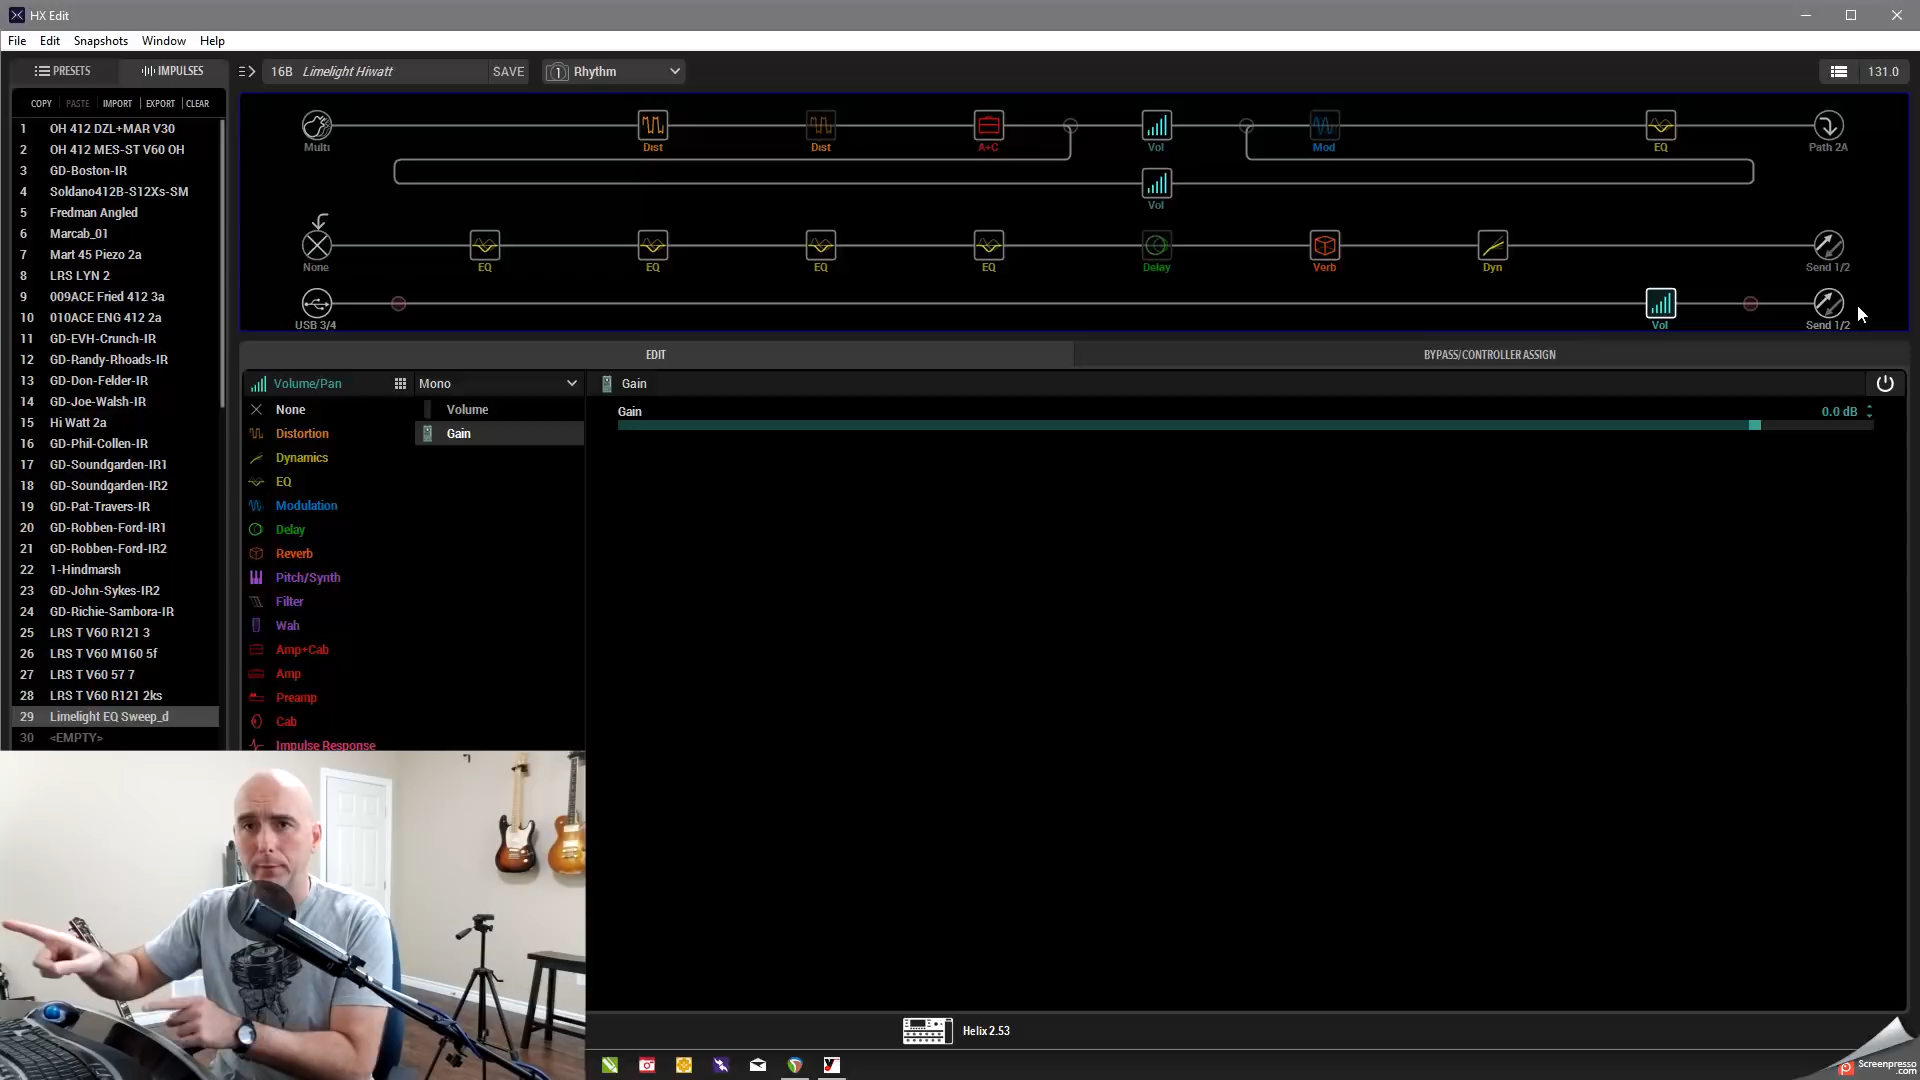 HX Edit
File Edit Snapshots Window Help
PRESETS IMPULSES
16B Limelight Hiwatt SAVE 1 Rhythm 131.0
COPY PASTE IMPORT EXPORT CLEAR
1 OH 412 DZL+MAR V30
2 OH 412 MES-ST V60 OH
3 GD-Boston-IR
4 Soldano412B-S12Xs-SM
5 Fredman Angled
6 Marcab_01
7 Mart 45 Piezo 2a
8 LRS LYN 2
9 009ACE Fried 412 3a
10 010ACE ENG 412 2a
11 GD-EVH-Crunch-IR
12 GD-Randy-Rhoads-IR
13 GD-Don-Felder-IR
14 GD-Joe-Walsh-IR
15 Hi Watt 2a
16 GD-Phil-Collen-IR
17 GD-Soundgarden-IR1
18 GD-Soundgarden-IR2
19 GD-Pat-Travers-IR
20 GD-Robben-Ford-IR1
21 GD-Robben-Ford-IR2
22 1-Hindmarsh
23 GD-John-Sykes-IR2
24 GD-Richie-Sambora-IR
25 LRS T V60 R121 3
26 LRS T V60 M160 5f
27 LRS T V60 57 7
28 LRS T V60 R121 2ks
29 Limelight EQ Sweep_d
30 <EMPTY>
Multi Dist Dist A+C Vol Mod EQ Path 2A
Vol
None EQ EQ EQ EQ Delay Verb Dyn Send 1/2
USB 3/4 Vol Send 1/2
EDIT BYPASS/CONTROLLER ASSIGN
Volume/Pan Mono Gain
None Volume
Distortion Gain
Dynamics
EQ
Modulation
Delay
Reverb
Pitch/Synth
Filter
Wah
Amp+Cab
Amp
Preamp
Cab
Impulse Response
Gain 0.0 dB
Helix 2.53
Screenpresso
.com